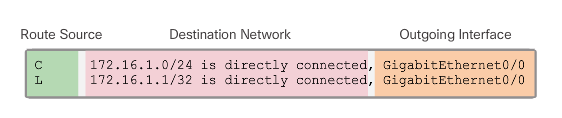 Route Source Destination Network Outgoing Interface
C 172.16.1.0/24 is directly connected, GigabitEthernet0/0
L 172.16.1.1/32 is directly connected, GigabitEthernet0/0